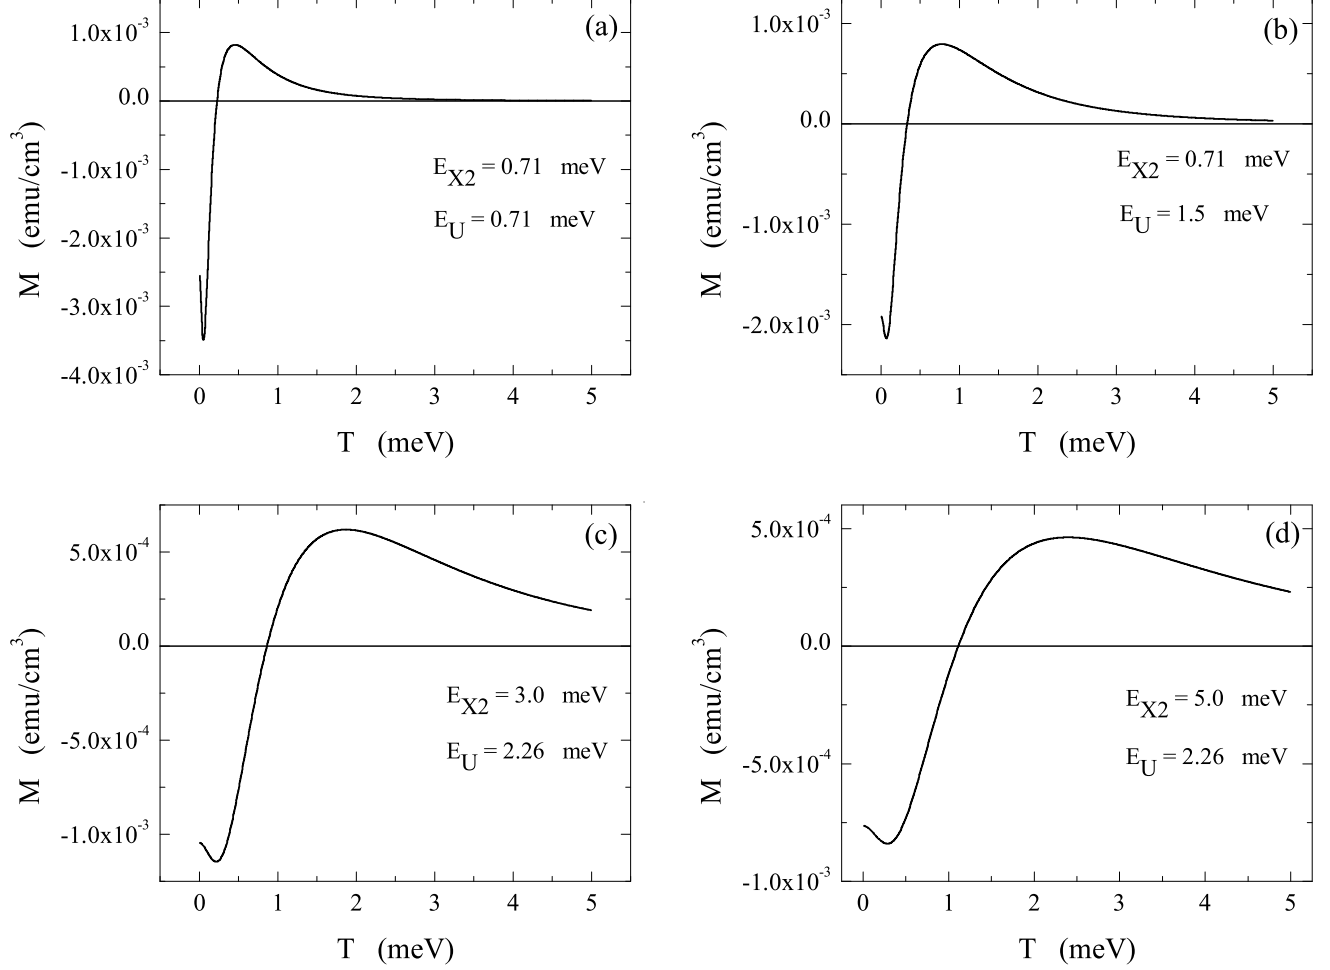 (a)
1.0x10⁻³
0.0
-1.0x10⁻³
-2.0x10⁻³
-3.0x10⁻³
-4.0x10⁻³
M (emu/cm³)
E_X2 = 0.71 meV
E_U = 0.71 meV
0 1 2 3 4 5
T (meV)
(b)
1.0x10⁻³
0.0
-1.0x10⁻³
-2.0x10⁻³
M (emu/cm³)
E_X2 = 0.71 meV
E_U = 1.5 meV
0 1 2 3 4 5
T (meV)
(c)
5.0x10⁻⁴
0.0
-5.0x10⁻⁴
-1.0x10⁻³
M (emu/cm³)
E_X2 = 3.0 meV
E_U = 2.26 meV
0 1 2 3 4 5
T (meV)
(d)
5.0x10⁻⁴
0.0
-5.0x10⁻⁴
-1.0x10⁻³
M (emu/cm³)
E_X2 = 5.0 meV
E_U = 2.26 meV
0 1 2 3 4 5
T (meV)